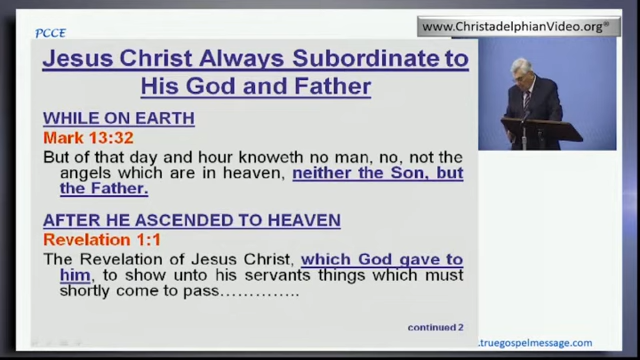 PCCE
www.ChristadelphianVideo.org®
Jesus Christ Always Subordinate to
His God and Father
WHILE ON EARTH
Mark 13:32
But of that day and hour knoweth no man, no, not the
angels which are in heaven, neither the Son, but
the Father.
AFTER HE ASCENDED TO HEAVEN
Revelation 1:1
The Revelation of Jesus Christ, which God gave to
him, to show unto his servants things which must
shortly come to pass…………..
continued 2
.truegospelmessage.com